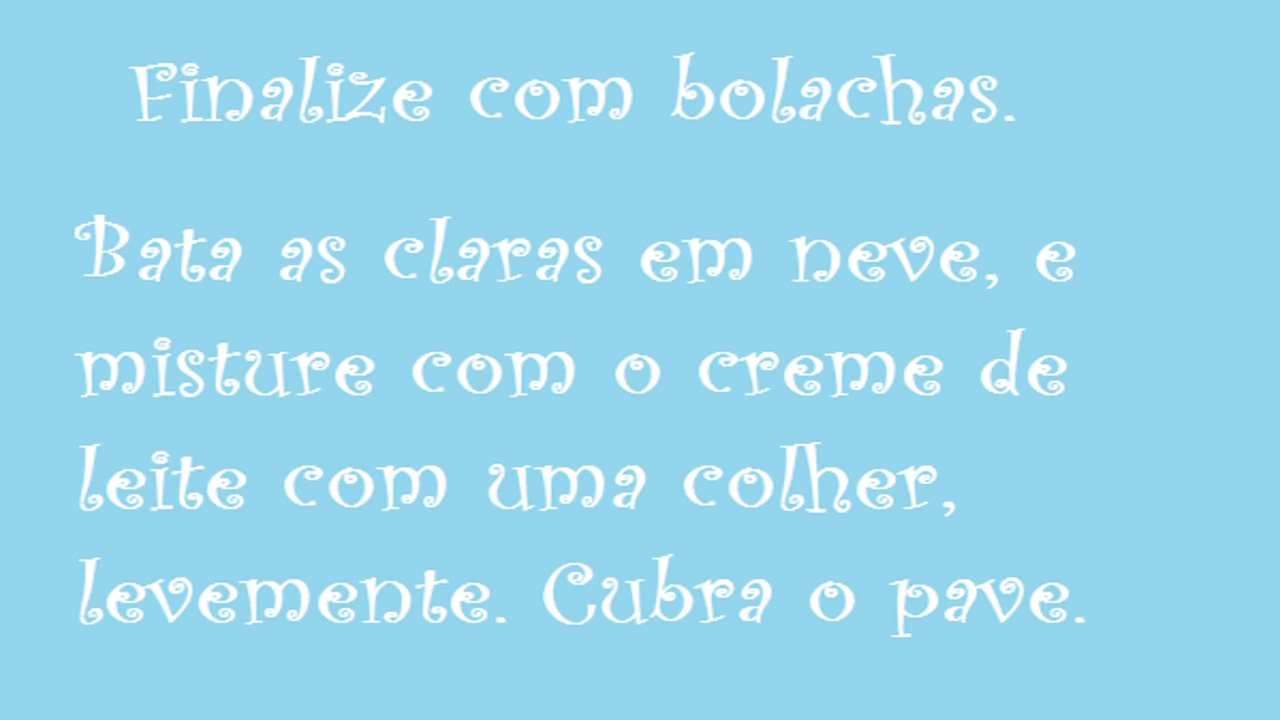 Finalize com bolachas.
Bata as claras em neve, e
misture com o creme de
leite com uma colher,
levemente. Cubra o pave.